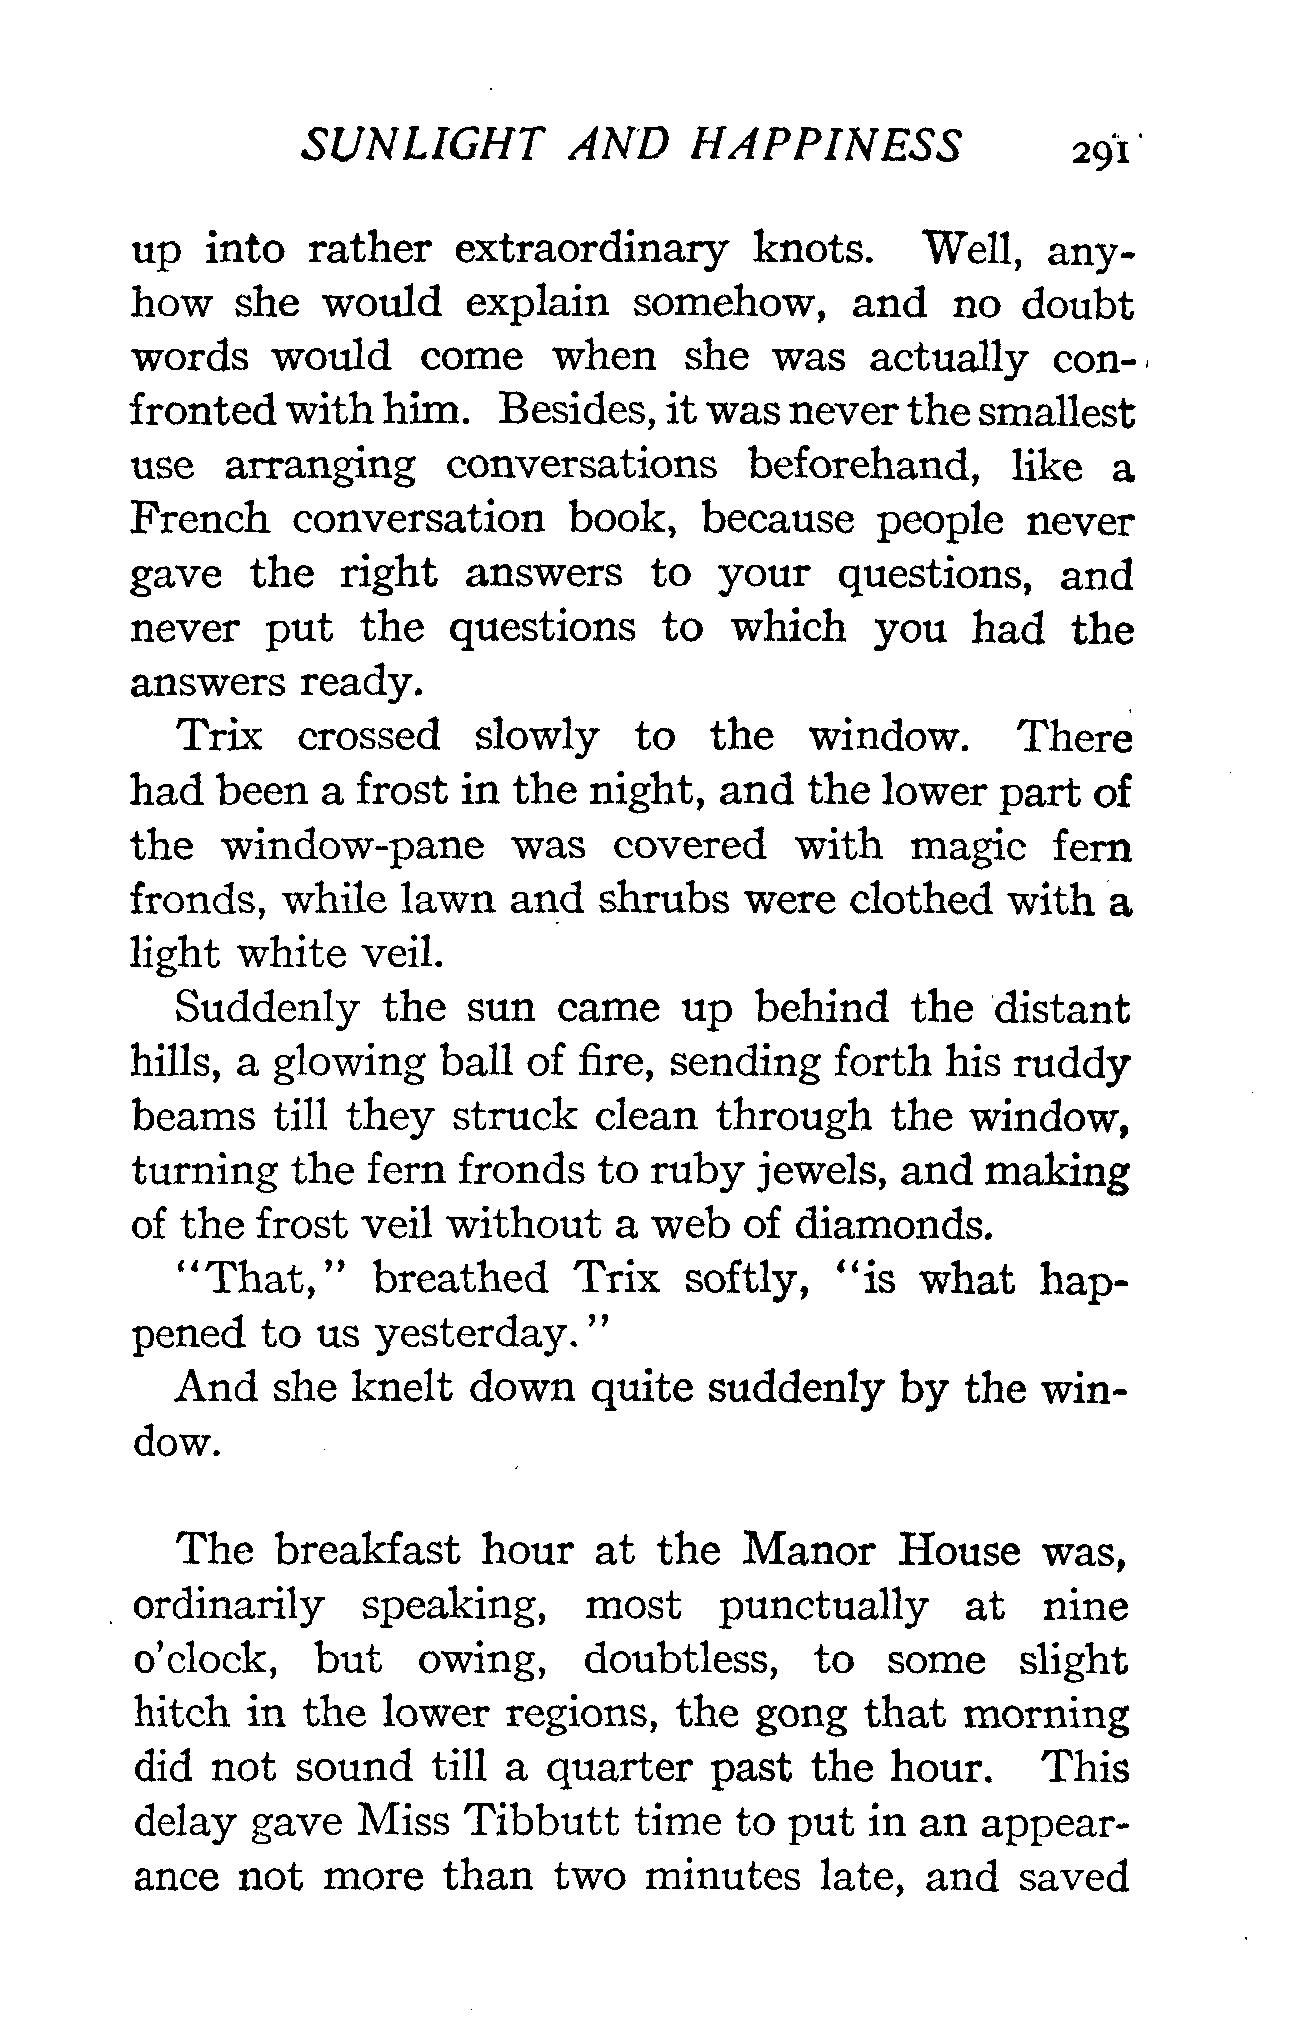 SUNLIGHT AND HAPPINESS 291
up into rather extraordinary knots. Well, any-
how she would explain somehow, and no doubt
words would come when she was actually con-
fronted with him. Besides, it was never the smallest
use arranging conversations beforehand, like a
French conversation book, because people never
gave the right answers to your questions, and
never put the questions to which you had the
answers ready.
Trix crossed slowly to the window. There
had been a frost in the night, and the lower part of
the window-pane was covered with magic fern
fronds, while lawn and shrubs were clothed with a
light white veil.
Suddenly the sun came up behind the distant
hills, a glowing ball of fire, sending forth his ruddy
beams till they struck clean through the window,
turning the fern fronds to ruby jewels, and making
of the frost veil without a web of diamonds.
"That," breathed Trix softly, "is what hap-
pened to us yesterday."
And she knelt down quite suddenly by the win-
dow.
The breakfast hour at the Manor House was,
ordinarily speaking, most punctually at nine
o'clock, but owing, doubtless, to some slight
hitch in the lower regions, the gong that morning
did not sound till a quarter past the hour. This
delay gave Miss Tibbutt time to put in an appear-
ance not more than two minutes late, and saved